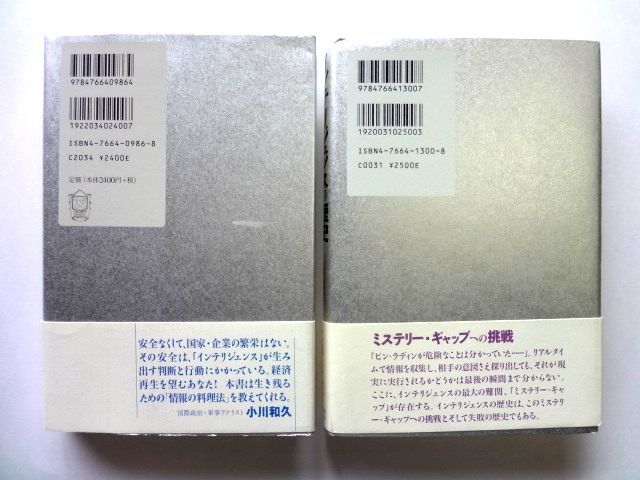 9784766409864
1922034024007
ISBN4-7664-0986-8
C2034 ¥2400E
定価(本体2400円+税)
安全なくして、国家・企業の繁栄はない。
その安全は、「インテリジェンス」が生み
出す判断と行動にかかっている。経済
再生を望むあなた!本書は生き残る
ための「情報の料理法」を教えてくれる。
国際政治・軍事アナリスト 小川和久
9784766413007
1920031025003
ISBN4-7664-1300-8
C0031 ¥2500E
ミステリー・ギャップへの挑戦
「ビン・ラディンが危険なことは分かっていた……」。リアルタイ
ムで情報を収集し、相手の意図さえ探り出しても、それが現
実に実行されるかどうかは最後の瞬間まで分からない。
ここに、インテリジェンスの最大の難関、「ミステリー・ギャ
ップ」が存在する。インテリジェンスの歴史は、このミステリ
ー・ギャップへの挑戦とそして失敗の歴史でもある。